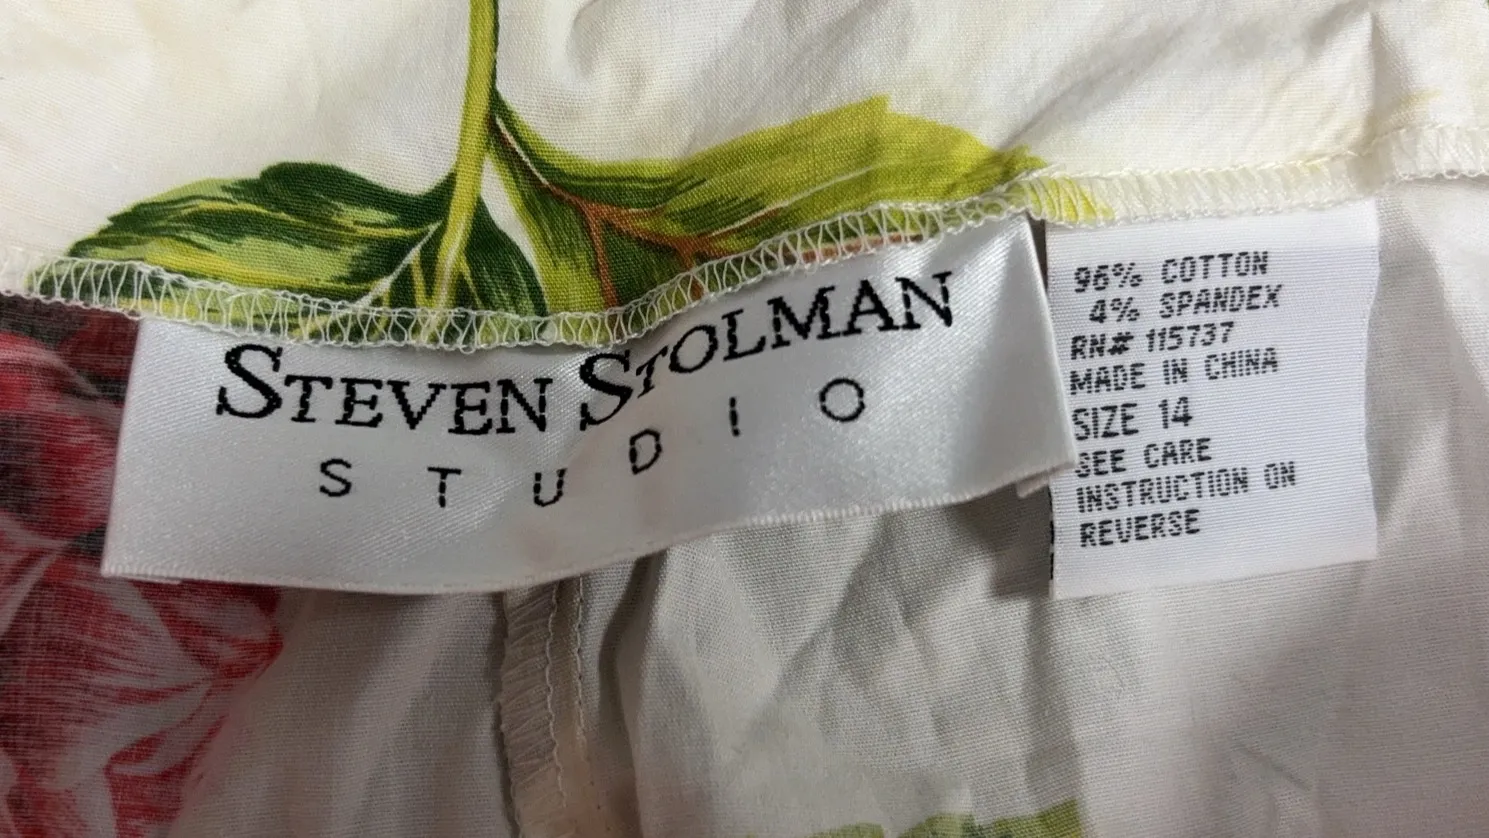 STEVEN STOLMAN
STUDIO
96% COTTON
4% SPANDEX
RN# 115737
MADE IN CHINA
SIZE 14
SEE CARE
INSTRUCTION ON
REVERSE